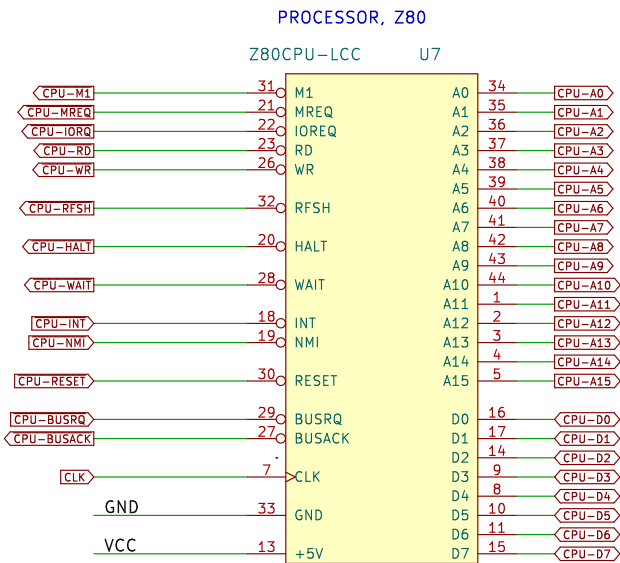 PROCESSOR, Z80
Z80CPU-LCC U7
CPU-M1 31 M1 A0 34 CPU-A0
CPU-MREQ 21 MREQ A1 35 CPU-A1
CPU-IORQ 22 IOREQ A2 36 CPU-A2
CPU-RD 23 RD A3 37 CPU-A3
CPU-WR 26 WR A4 38 CPU-A4
A5 39 CPU-A5
CPU-RFSH 32 RFSH A6 40 CPU-A6
A7 41 CPU-A7
CPU-HALT 20 HALT A8 42 CPU-A8
A9 43 CPU-A9
CPU-WAIT 28 WAIT A10 44 CPU-A10
A11 1 CPU-A11
CPU-INT 18 INT A12 2 CPU-A12
CPU-NMI 19 NMI A13 3 CPU-A13
A14 4 CPU-A14
CPU-RESET 30 RESET A15 5 CPU-A15
CPU-BUSRQ 29 BUSRQ D0 16 CPU-D0
CPU-BUSACK 27 BUSACK D1 17 CPU-D1
D2 14 CPU-D2
CLK 7 CLK D3 9 CPU-D3
D4 8 CPU-D4
GND 33 GND D5 10 CPU-D5
D6 11 CPU-D6
VCC 13 +5V D7 15 CPU-D7